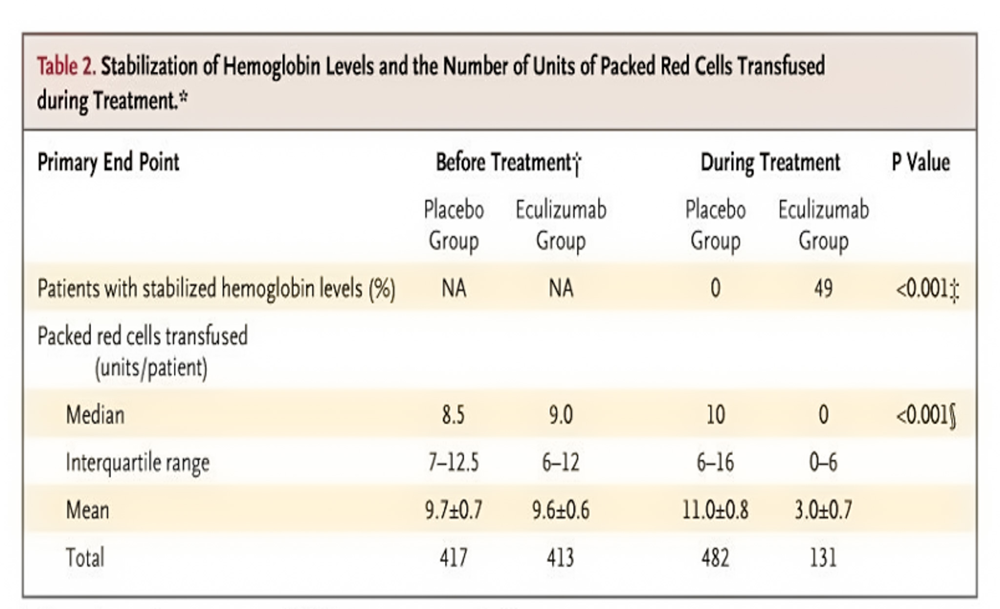 Table 2. Stabilization of Hemoglobin Levels and the Number of Units of Packed Red Cells Transfused
during Treatment.*
Primary End Point Before Treatment† During Treatment P Value
Placebo Eculizumab Placebo Eculizumab
Group Group Group Group
Patients with stabilized hemoglobin levels (%) NA NA 0 49 <0.001‡
Packed red cells transfused
(units/patient)
Median 8.5 9.0 10 0 <0.001§
Interquartile range 7–12.5 6–12 6–16 0–6
Mean 9.7±0.7 9.6±0.6 11.0±0.8 3.0±0.7
Total 417 413 482 131